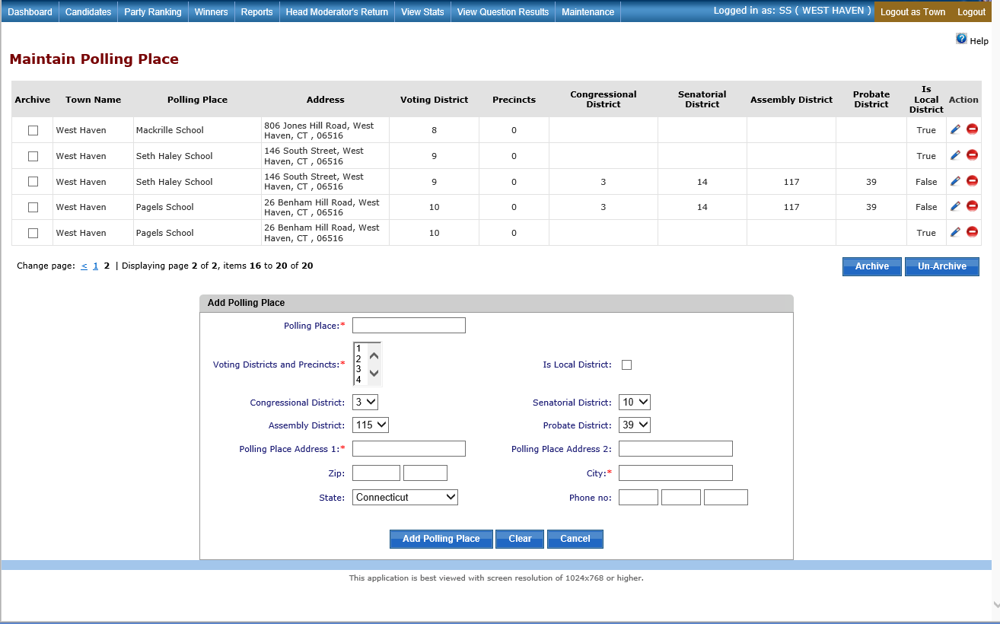 Dashboard Candidates Party Ranking Winners Reports Head Moderator's Return View Stats View Question Results Maintenance Logged in as: SS ( WEST HAVEN ) Logout as Town Logout
Help
Maintain Polling Place
Archive Town Name Polling Place Address Voting District Precincts Congressional District Senatorial District Assembly District Probate District Is Local District Action
West Haven Mackrille School 806 Jones Hill Road, West Haven, CT , 06516 8 0 True
West Haven Seth Haley School 146 South Street, West Haven, CT , 06516 9 0 True
West Haven Seth Haley School 146 South Street, West Haven, CT , 06516 9 0 3 14 117 39 False
West Haven Pagels School 26 Benham Hill Road, West Haven, CT , 06516 10 0 3 14 117 39 False
West Haven Pagels School 26 Benham Hill Road, West Haven, CT , 06516 10 0 True
Change page: < 1 2 | Displaying page 2 of 2, items 16 to 20 of 20 Archive Un-Archive
Add Polling Place
Polling Place:*
Voting Districts and Precincts:* 1 2 3 4 Is Local District:
Congressional District: 3 Senatorial District: 10
Assembly District: 115 Probate District: 39
Polling Place Address 1:* Polling Place Address 2:
Zip: City:*
State: Connecticut Phone no:
Add Polling Place Clear Cancel
This application is best viewed with screen resolution of 1024x768 or higher.